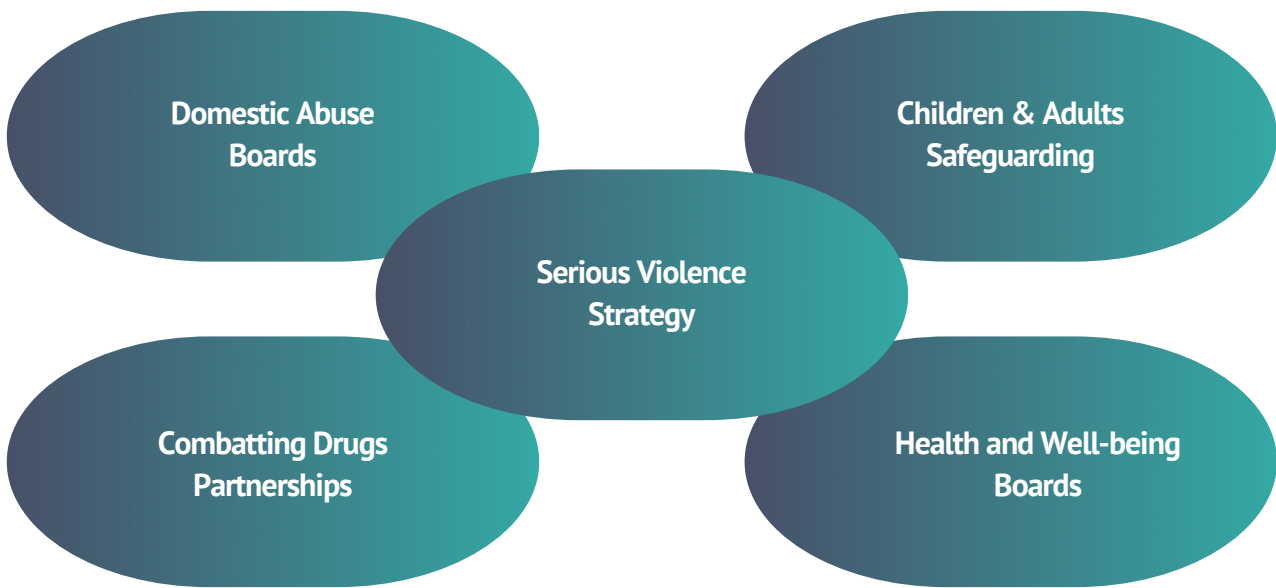 Domestic Abuse
Boards
Children & Adults
Safeguarding
Serious Violence
Strategy
Combatting Drugs
Partnerships
Health and Well-being
Boards